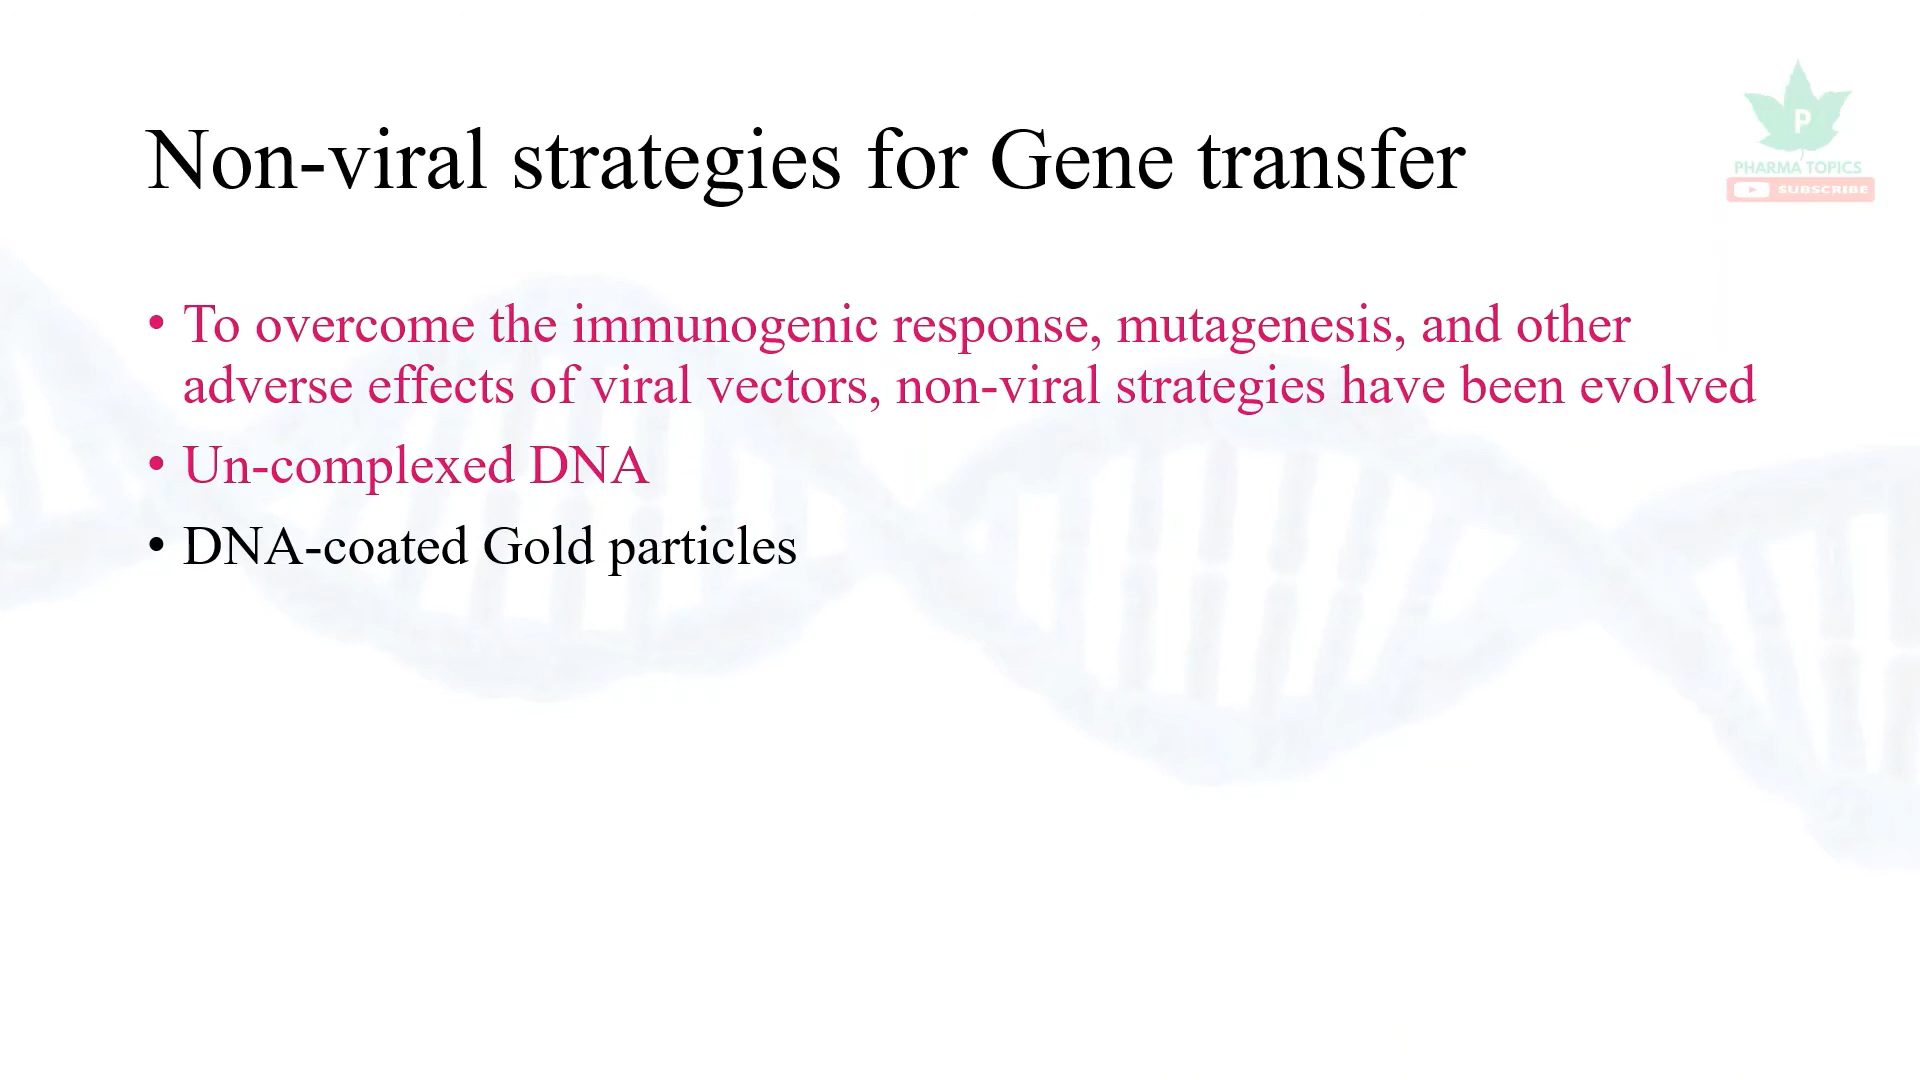 Non-viral strategies for Gene transfer
P
PHARMA TOPICS
SUBSCRIBE
• To overcome the immunogenic response, mutagenesis, and other
adverse effects of viral vectors, non-viral strategies have been evolved
• Un-complexed DNA
• DNA-coated Gold particles